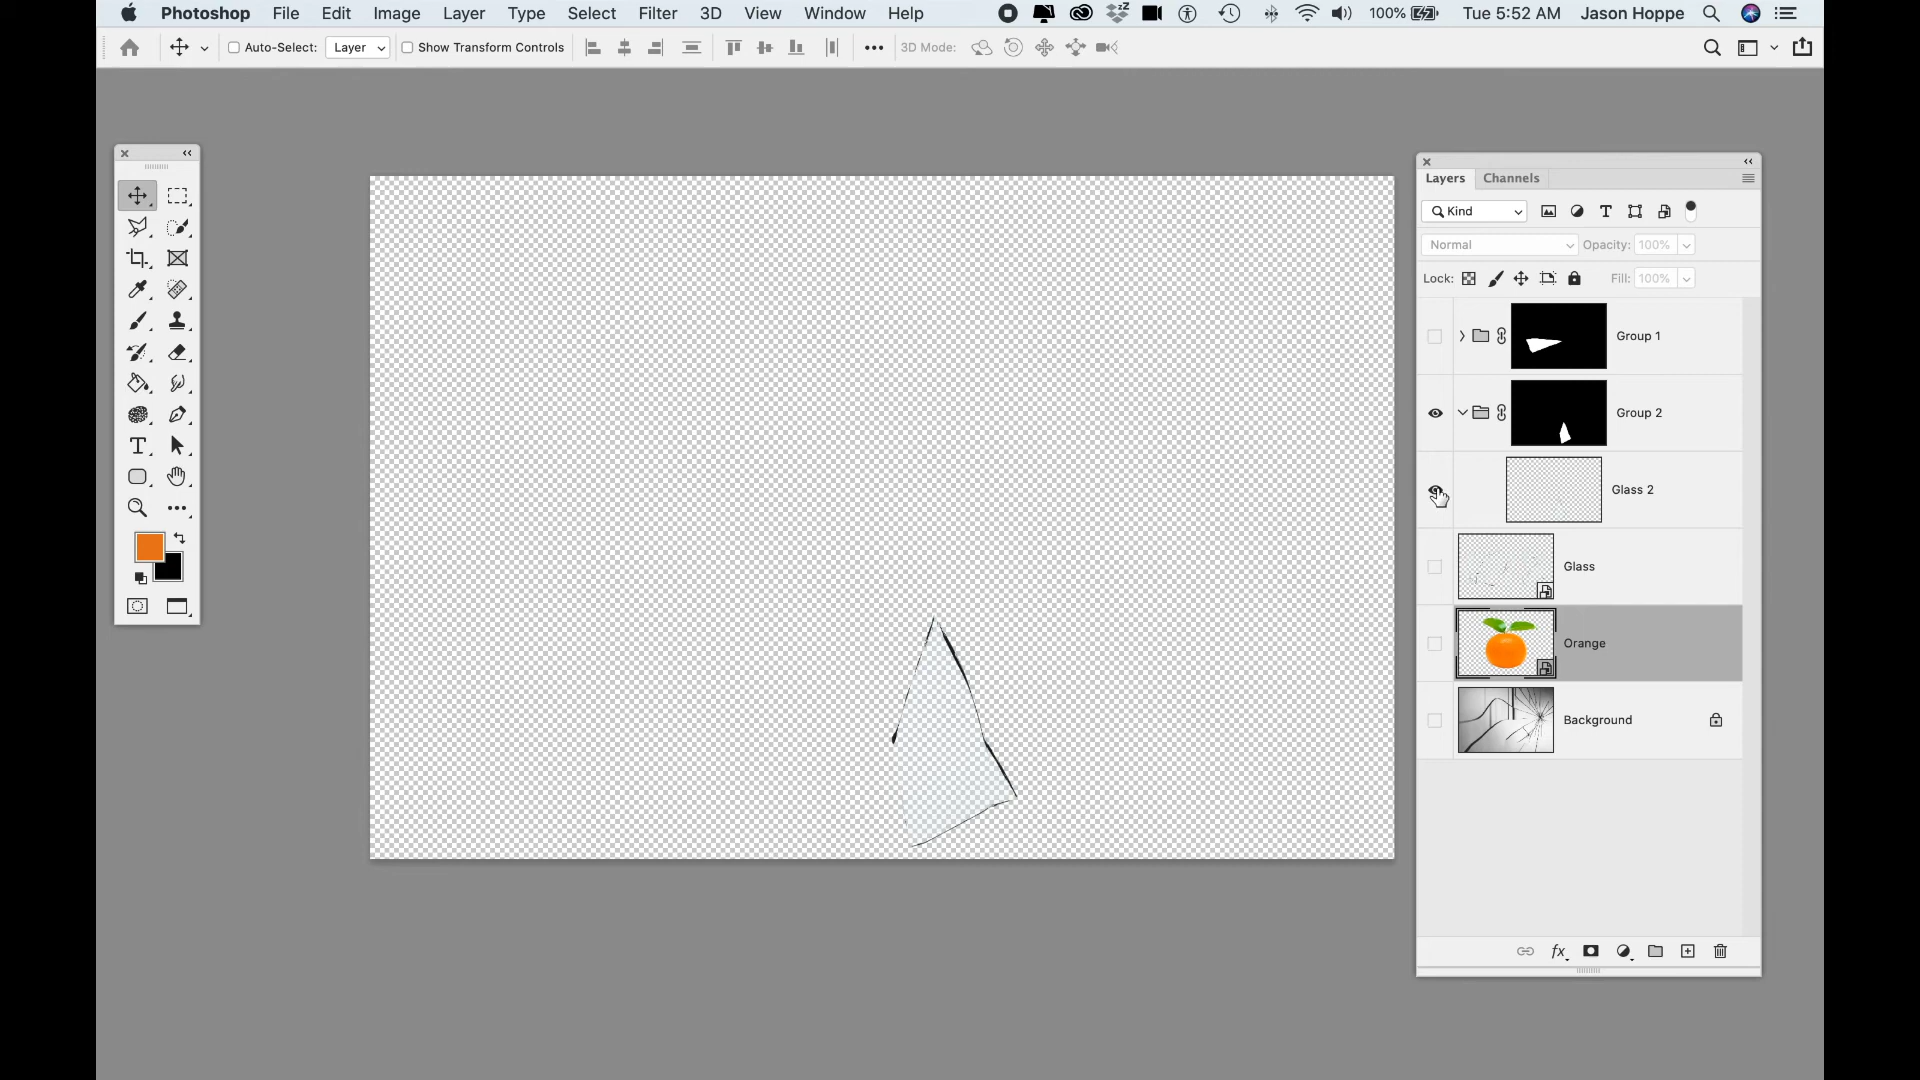 Photoshop File Edit Image Layer Type Select Filter 3D View Window Help 100% Tue 5:52 AM Jason Hoppe
Auto-Select: Layer Show Transform Controls 3D Mode:
Layers Channels
Kind
Normal Opacity: 100%
Lock: Fill: 100%
Group 1
Group 2
Glass 2
Glass
Orange
Background